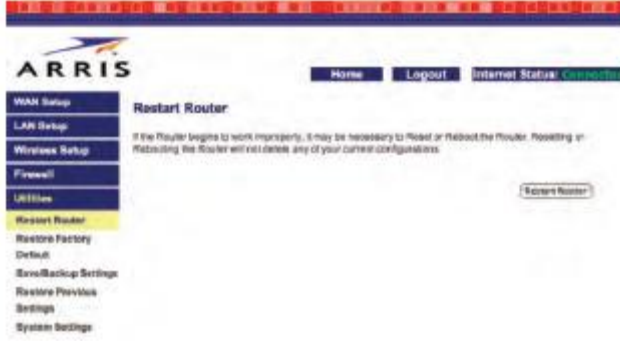 ARRIS
Home Logout Internet Status: Connected
WAN Setup
LAN Setup
Wireless Setup
Firewall
Utilities
Restart Router
Restore Factory
Default
Save/Backup Settings
Restore Previous
Settings
System Settings
Restart Router
If the Router begins to work improperly, it may be necessary to Reset or Reboot the Router. Resetting or
Rebooting the Router will not delete any of your current configurations
Restart Router